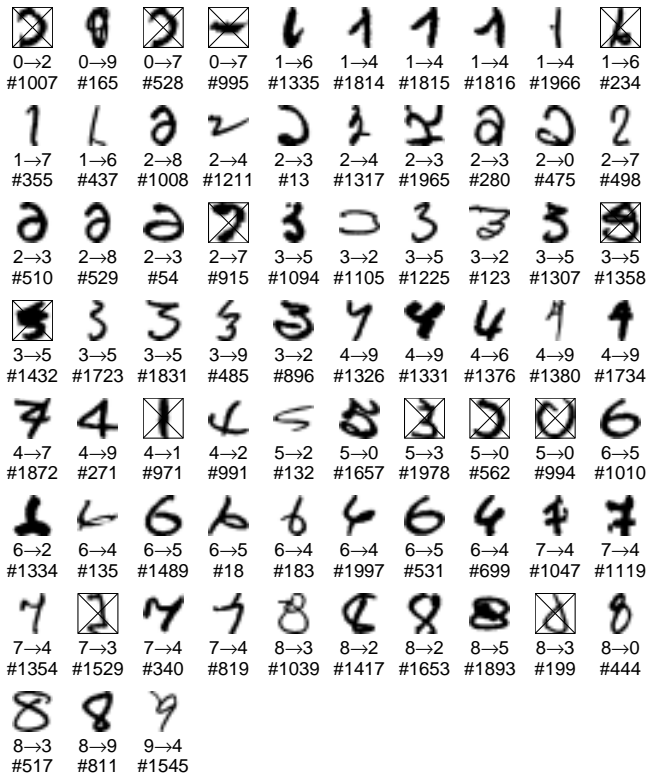 0→2 0→9 0→7 0→7 1→6 1→4 1→4 1→4 1→4 1→6
#1007 #165 #528 #995 #1335 #1814 #1815 #1816 #1966 #234
1→7 1→6 2→8 2→4 2→3 2→4 2→3 2→3 2→0 2→7
#355 #437 #1008 #1211 #13 #1317 #1965 #280 #475 #498
2→3 2→8 2→3 2→7 3→5 3→2 3→5 3→2 3→5 3→5
#510 #529 #54 #915 #1094 #1105 #1225 #123 #1307 #1358
3→5 3→5 3→5 3→9 3→2 4→9 4→9 4→6 4→9 4→9
#1432 #1723 #1831 #485 #896 #1326 #1331 #1376 #1380 #1734
4→7 4→9 4→1 4→2 5→2 5→0 5→3 5→0 5→0 6→5
#1872 #271 #971 #991 #132 #1657 #1978 #562 #994 #1010
6→2 6→4 6→5 6→5 6→4 6→4 6→5 6→4 7→4 7→4
#1334 #135 #1489 #18 #183 #1997 #531 #699 #1047 #1119
7→4 7→3 7→4 7→4 8→3 8→2 8→2 8→5 8→3 8→0
#1354 #1529 #340 #819 #1039 #1417 #1653 #1893 #199 #444
8→3 8→9 9→4
#517 #811 #1545